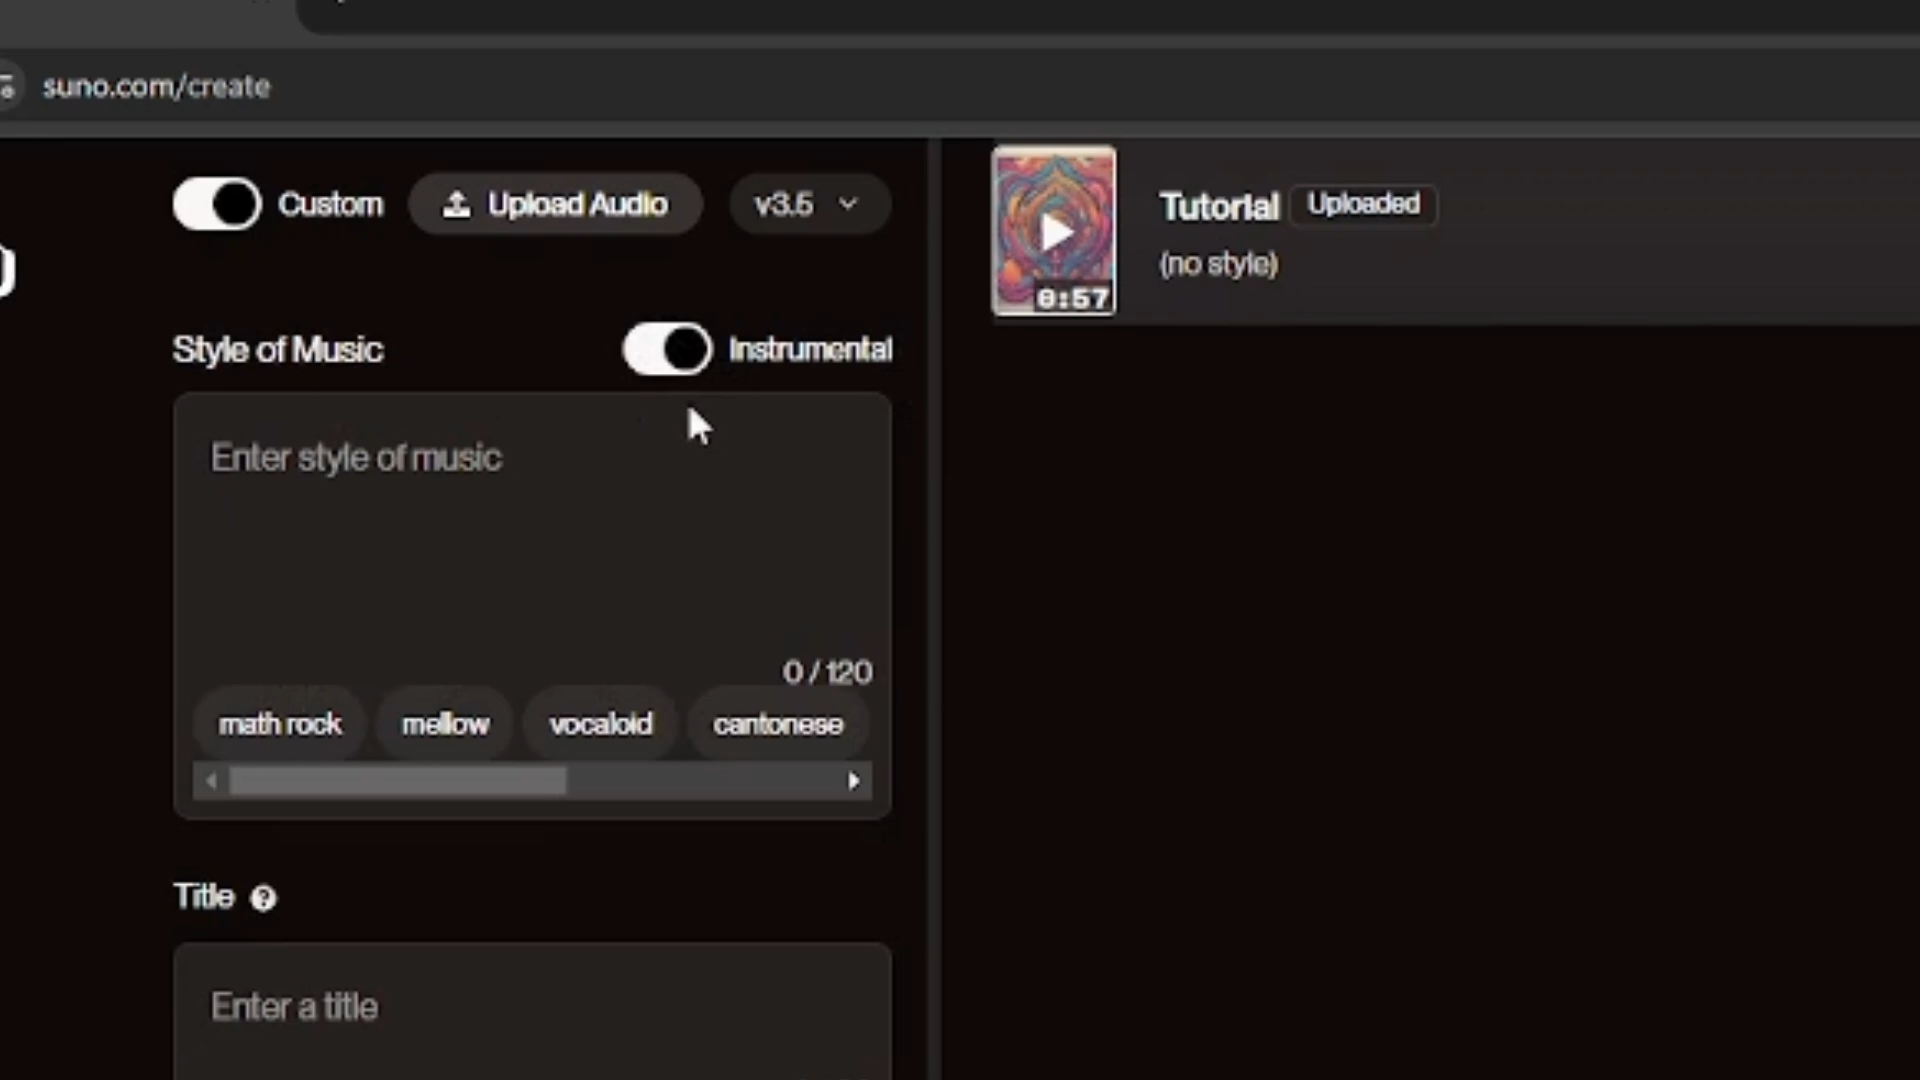 suno.com/create
Custom
Upload Audio
v3.5
Style of Music
Instrumental
Enter style of music
0 / 120
math rock
mellow
vocaloid
cantonese
Title
Enter a title
Tutorial
Uploaded
(no style)
0:57